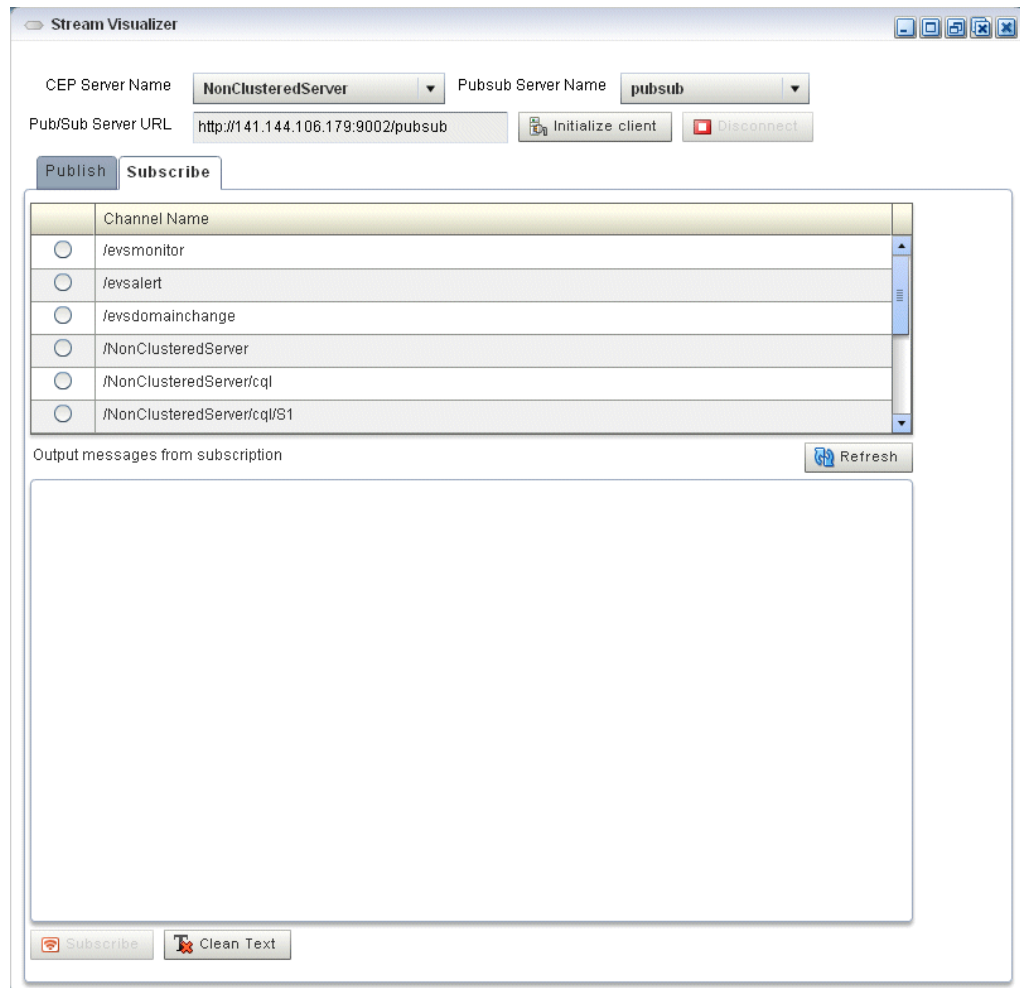 Stream Visualizer
CEP Server Name NonClusteredServer Pubsub Server Name pubsub
Pub/Sub Server URL http://141.144.106.179:9002/pubsub Initialize client Disconnect
Publish Subscribe
Channel Name
/evsmonitor
/evsalert
/evsdomainchange
/NonClusteredServer
/NonClusteredServer/cql
/NonClusteredServer/cql/S1
Output messages from subscription Refresh
Subscribe Clean Text